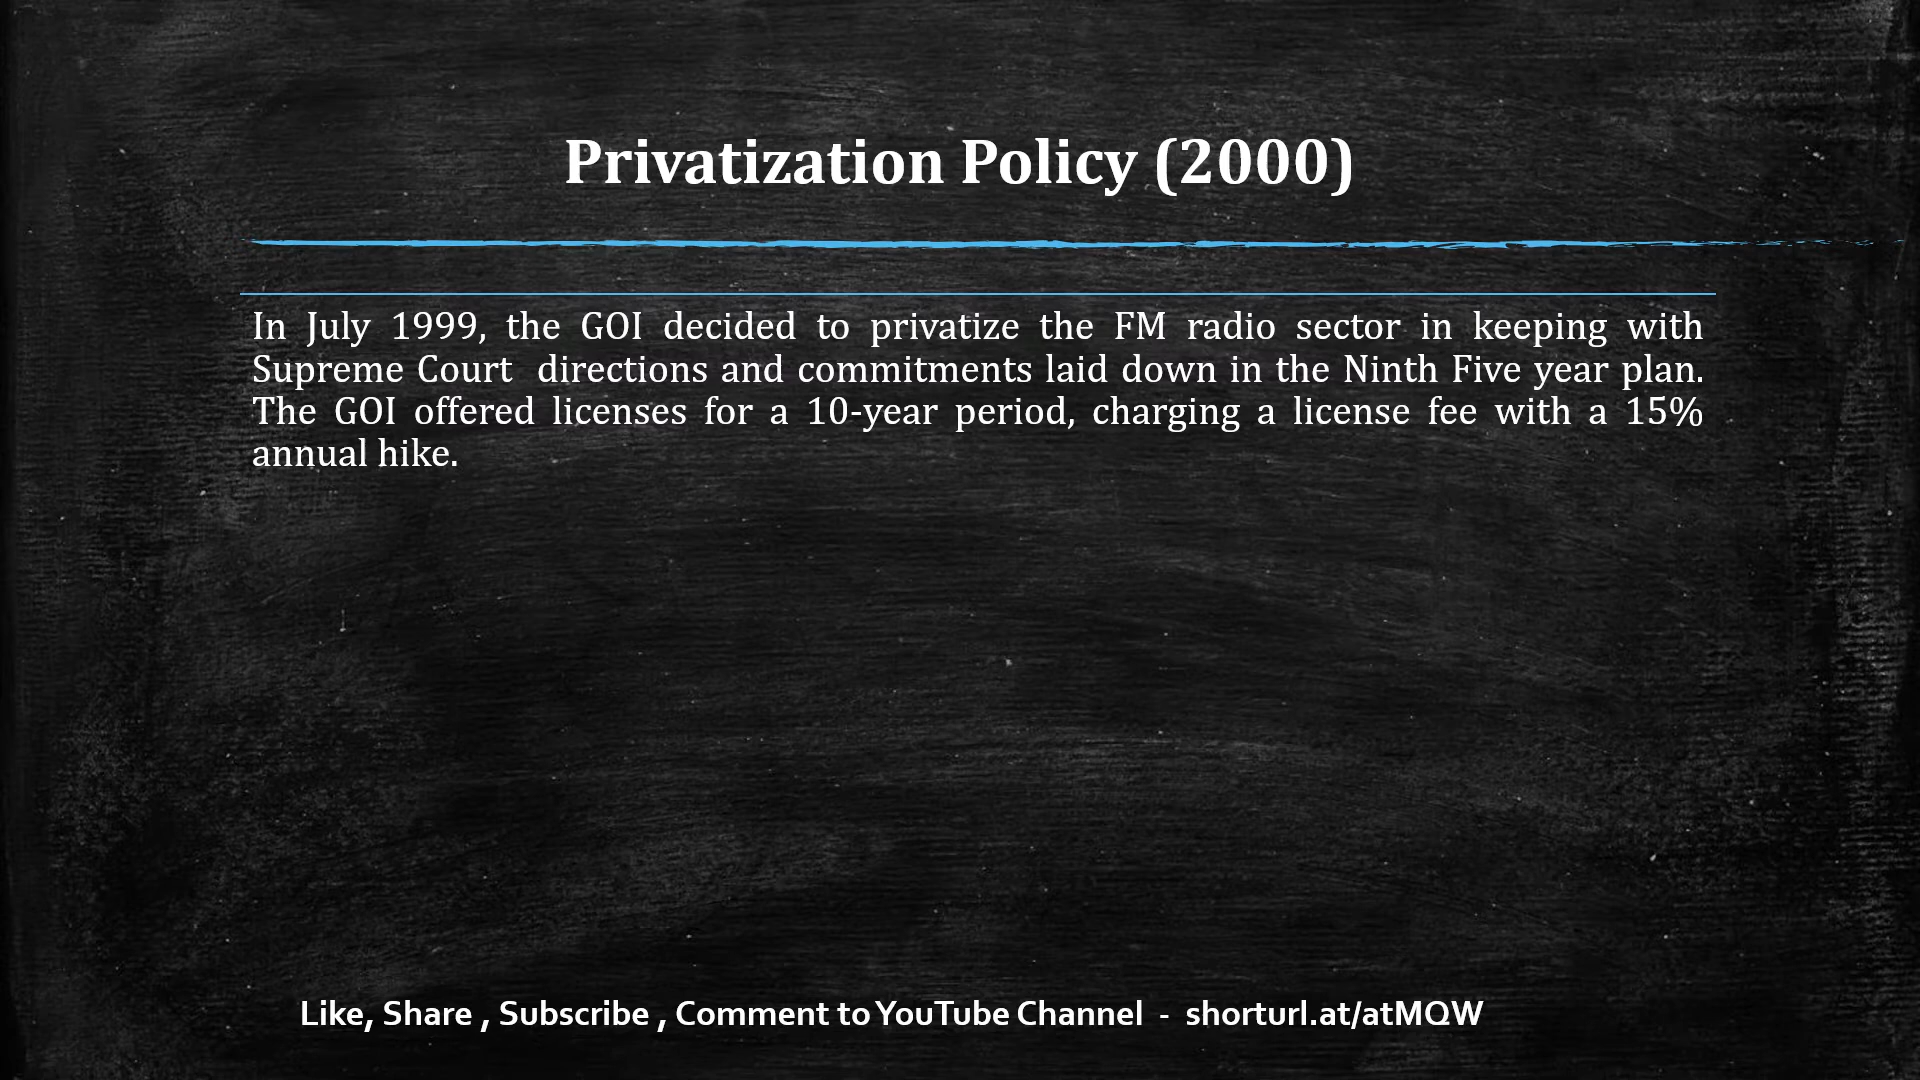 Privatization Policy (2000)
In July 1999, the GOI decided to privatize the FM radio sector in keeping with
Supreme Court  directions and commitments laid down in the Ninth Five year plan.
The GOI offered licenses for a 10-year period, charging a license fee with a 15%
annual hike.
Like, Share , Subscribe , Comment to YouTube Channel  -  shorturl.at/atMQW